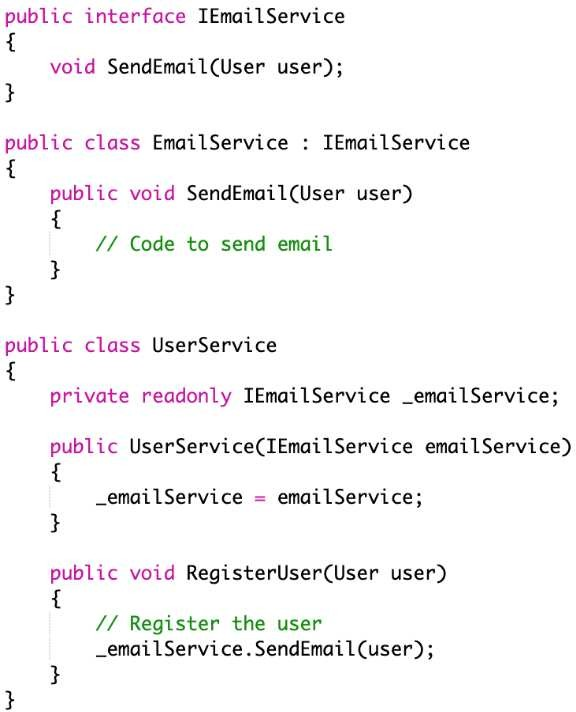 public interface IEmailService
{
    void SendEmail(User user);
}

public class EmailService : IEmailService
{
    public void SendEmail(User user)
    {
        // Code to send email
    }
}

public class UserService
{
    private readonly IEmailService _emailService;

    public UserService(IEmailService emailService)
    {
        _emailService = emailService;
    }

    public void RegisterUser(User user)
    {
        // Register the user
        _emailService.SendEmail(user);
    }
}